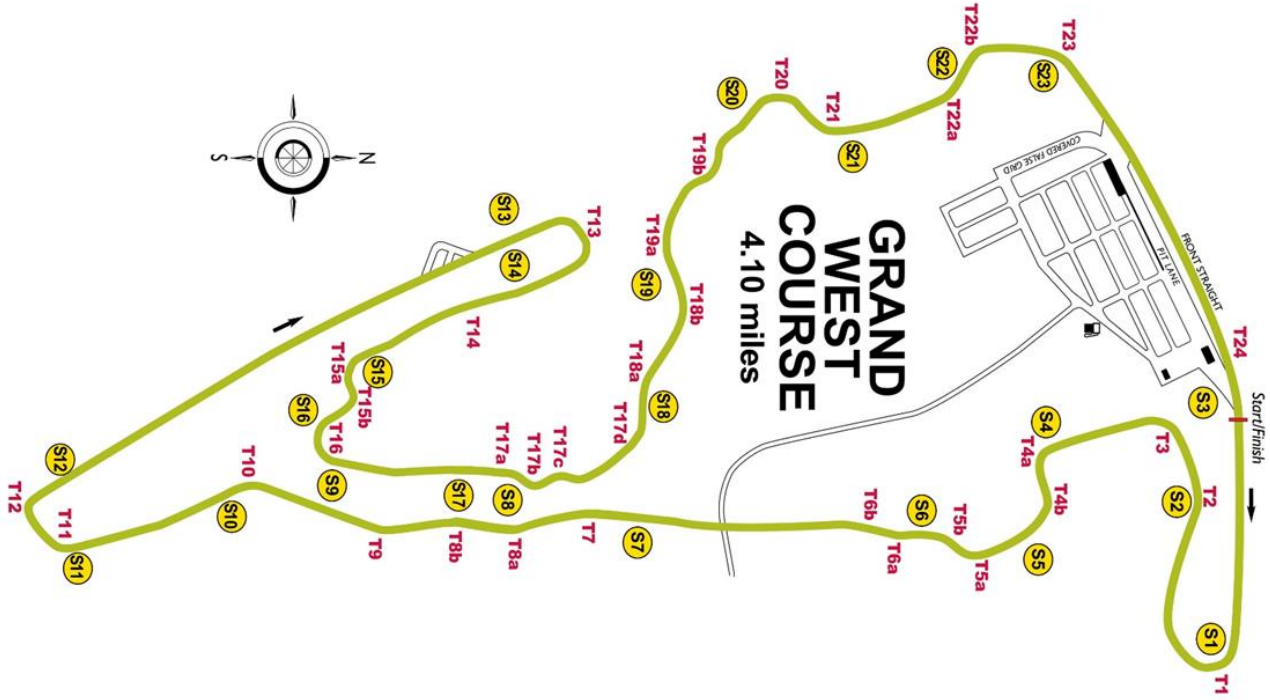 GRAND
WEST
COURSE
4.10 miles
Start/Finish
FRONT STRAIGHT
PIT LANE
COVERED FALSE GRID
N
S
T1
T2
T3
T4a
T4b
T5a
T5b
T6a
T6b
T7
T8a
T8b
T9
T10
T11
T12
T13
T14
T15a
T15b
T16
T17a
T17b
T17c
T17d
T18a
T18b
T19a
T19b
T20
T21
T22a
T22b
T23
T24
S1
S2
S3
S4
S5
S6
S7
S8
S9
S10
S11
S12
S13
S14
S15
S16
S17
S18
S19
S20
S21
S22
S23